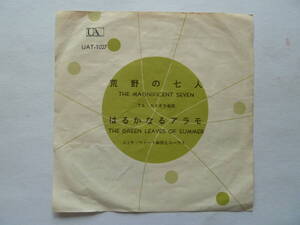 UA
UAT-1027
荒野の七人
THE MAGNIFICENT SEVEN
はるかなるアラモ
THE GREEN LEAVES OF SUMMER